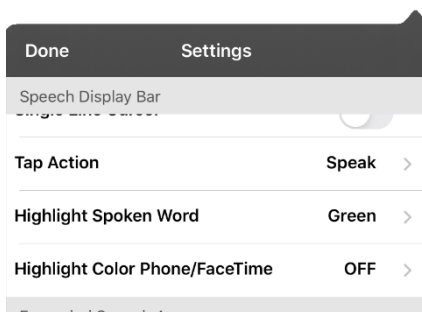 Done Settings
Speech Display Bar
Tap Action Speak
Highlight Spoken Word Green
Highlight Color Phone/FaceTime OFF